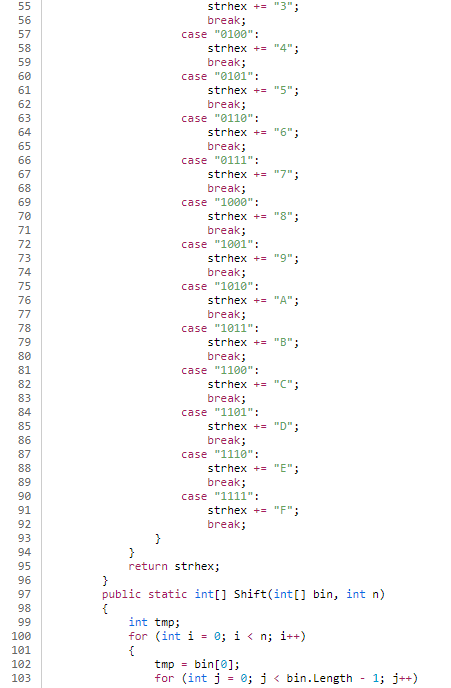 55                         strhex += "3";
56                         break;
57                     case "0100":
58                         strhex += "4";
59                         break;
60                     case "0101":
61                         strhex += "5";
62                         break;
63                     case "0110":
64                         strhex += "6";
65                         break;
66                     case "0111":
67                         strhex += "7";
68                         break;
69                     case "1000":
70                         strhex += "8";
71                         break;
72                     case "1001":
73                         strhex += "9";
74                         break;
75                     case "1010":
76                         strhex += "A";
77                         break;
78                     case "1011":
79                         strhex += "B";
80                         break;
81                     case "1100":
82                         strhex += "C";
83                         break;
84                     case "1101":
85                         strhex += "D";
86                         break;
87                     case "1110":
88                         strhex += "E";
89                         break;
90                     case "1111":
91                         strhex += "F";
92                         break;
93                 }
94             }
95             return strhex;
96         }
97         public static int[] Shift(int[] bin, int n)
98         {
99             int tmp;
100             for (int i = 0; i < n; i++)
101             {
102                 tmp = bin[0];
103                 for (int j = 0; j < bin.Length - 1; j++)